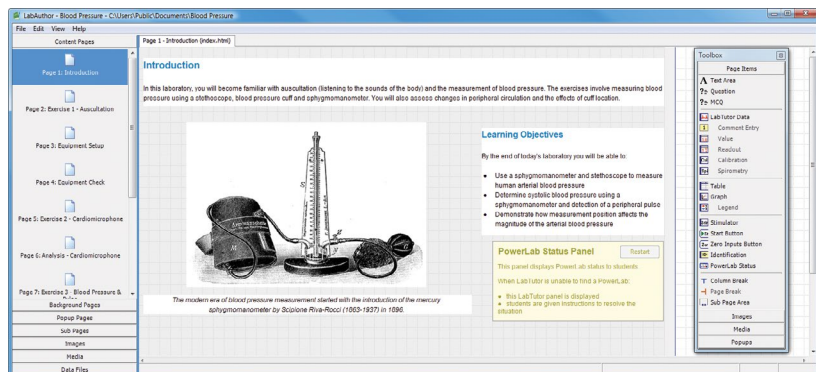 LabAuthor - Blood Pressure - C:\Users\Public\Documents\Blood Pressure
File Edit View Help
Content Pages
Page 1: Introduction
Page 2: Exercise 1 - Auscultation
Page 3: Equipment Setup
Page 4: Equipment Check
Page 5: Exercise 2 - Cardiomicrophone
Page 6: Analysis - Cardiomicrophone
Page 7: Exercise 3 - Blood Pressure &
Background Pages
Popup Pages
Sub Pages
Images
Media
Data Files
Page 1 - Introduction (index.html)
Introduction
In this laboratory, you will become familiar with auscultation (listening to the sounds of the body) and the measurement of blood pressure. The exercises involve measuring blood
pressure using a stethoscope, blood pressure cuff and sphygmomanometer. You will also assess changes in peripheral circulation and the effects of cuff location.
The modern era of blood pressure measurement started with the introduction of the mercury
sphygmomanometer by Scipione Riva-Rocci (1863-1937) in 1896.
Learning Objectives
By the end of today's laboratory you will be able to:
• Use a sphygmomanometer and stethoscope to measure
human arterial blood pressure
• Determine systolic blood pressure using a
sphygmomanometer and detection of a peripheral pulse
• Demonstrate how measurement position affects the
magnitude of the arterial blood pressure
PowerLab Status Panel
Restart
This panel displays PowerLab status to students
When LabTutor is unable to find a PowerLab:
• this LabTutor panel is displayed
• students are given instructions to resolve the
situation
Toolbox
Page Items
A Text Area
?= Question
?= MCQ
LabTutor Data
Comment Entry
Value
Readout
Calibration
Spirometry
Table
Graph
Legend
Stimulator
Start Button
Zero Inputs Button
Identification
PowerLab Status
Column Break
Page Break
Sub Page Area
Images
Media
Popups